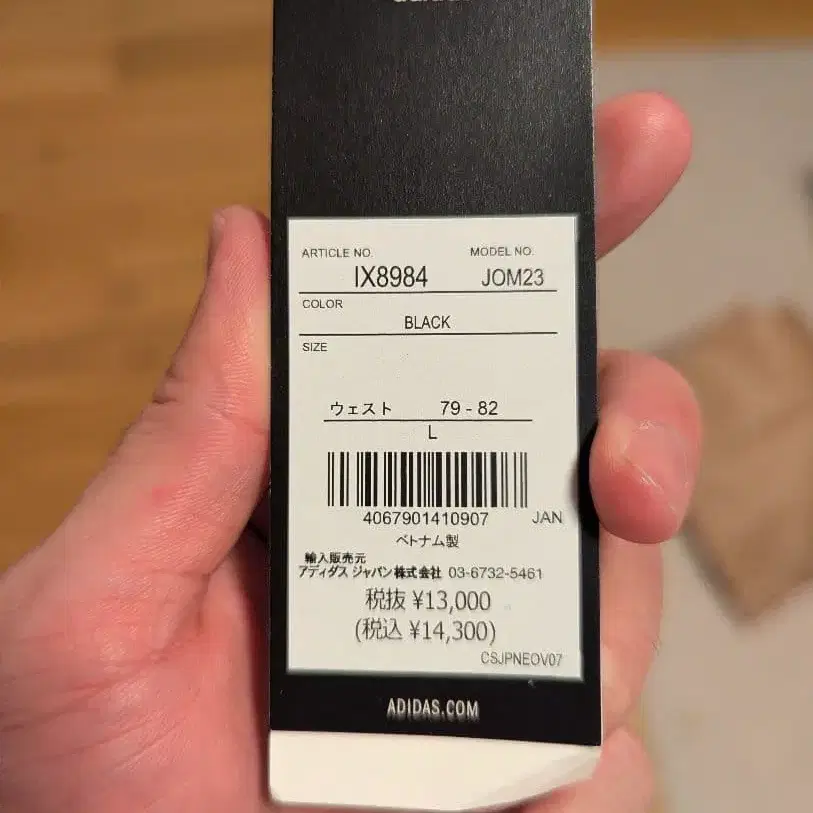 ARTICLE NO. MODEL NO.
IX8984 JOM23
COLOR
BLACK
SIZE
ウェスト 79 - 82
L
4067901410907 JAN
ベトナム製
輸入販売元
アディダス ジャパン株式会社 03-6732-5461
税抜 ¥13,000
(税込 ¥14,300)
CSJPNEOV07
ADIDAS.COM